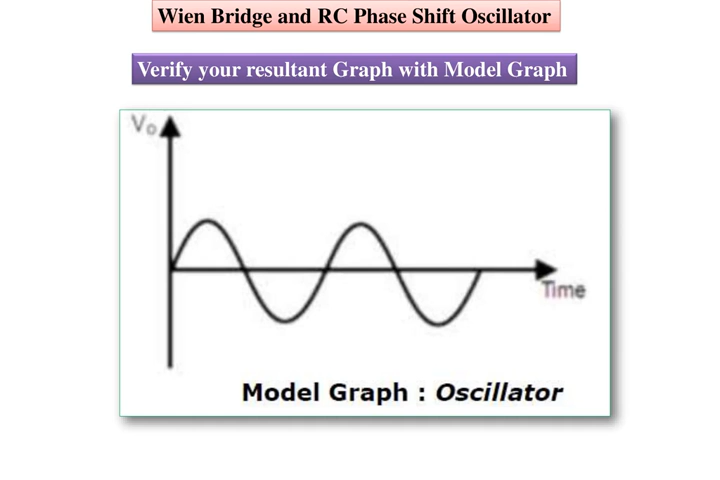 Wien Bridge and RC Phase Shift Oscillator
Verify your resultant Graph with Model Graph
Vo
Time
Model Graph : Oscillator